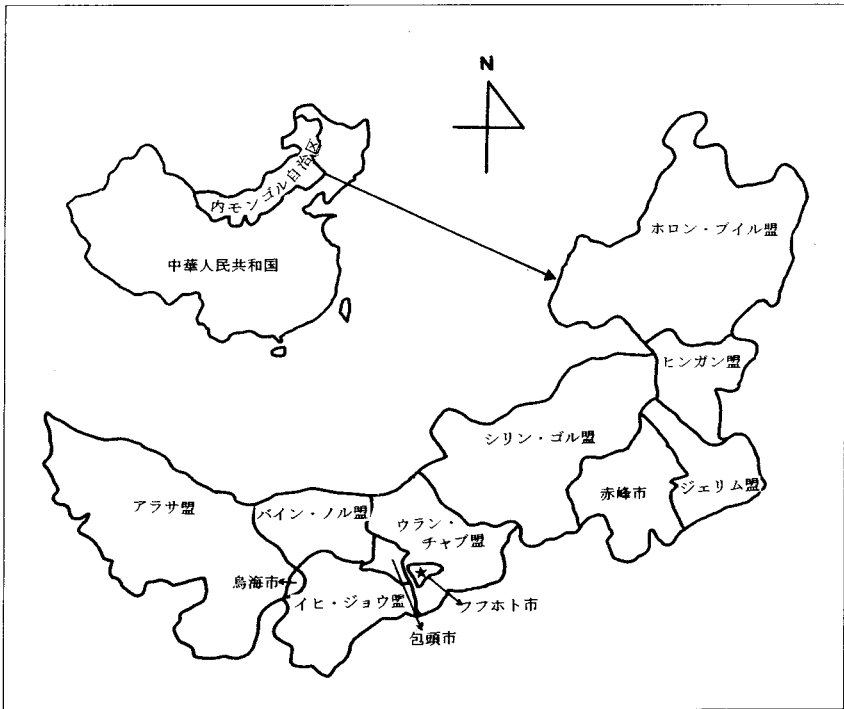 N
内モンゴル自治区
中華人民共和国
ホロン・ブイル盟
ヒンガン盟
シリン・ゴル盟
赤峰市
ジェリム盟
アラサ盟
バイン・ノル盟
ウラン・
チャブ盟
烏海市
イヒ・ジョウ盟
フフホト市
包頭市